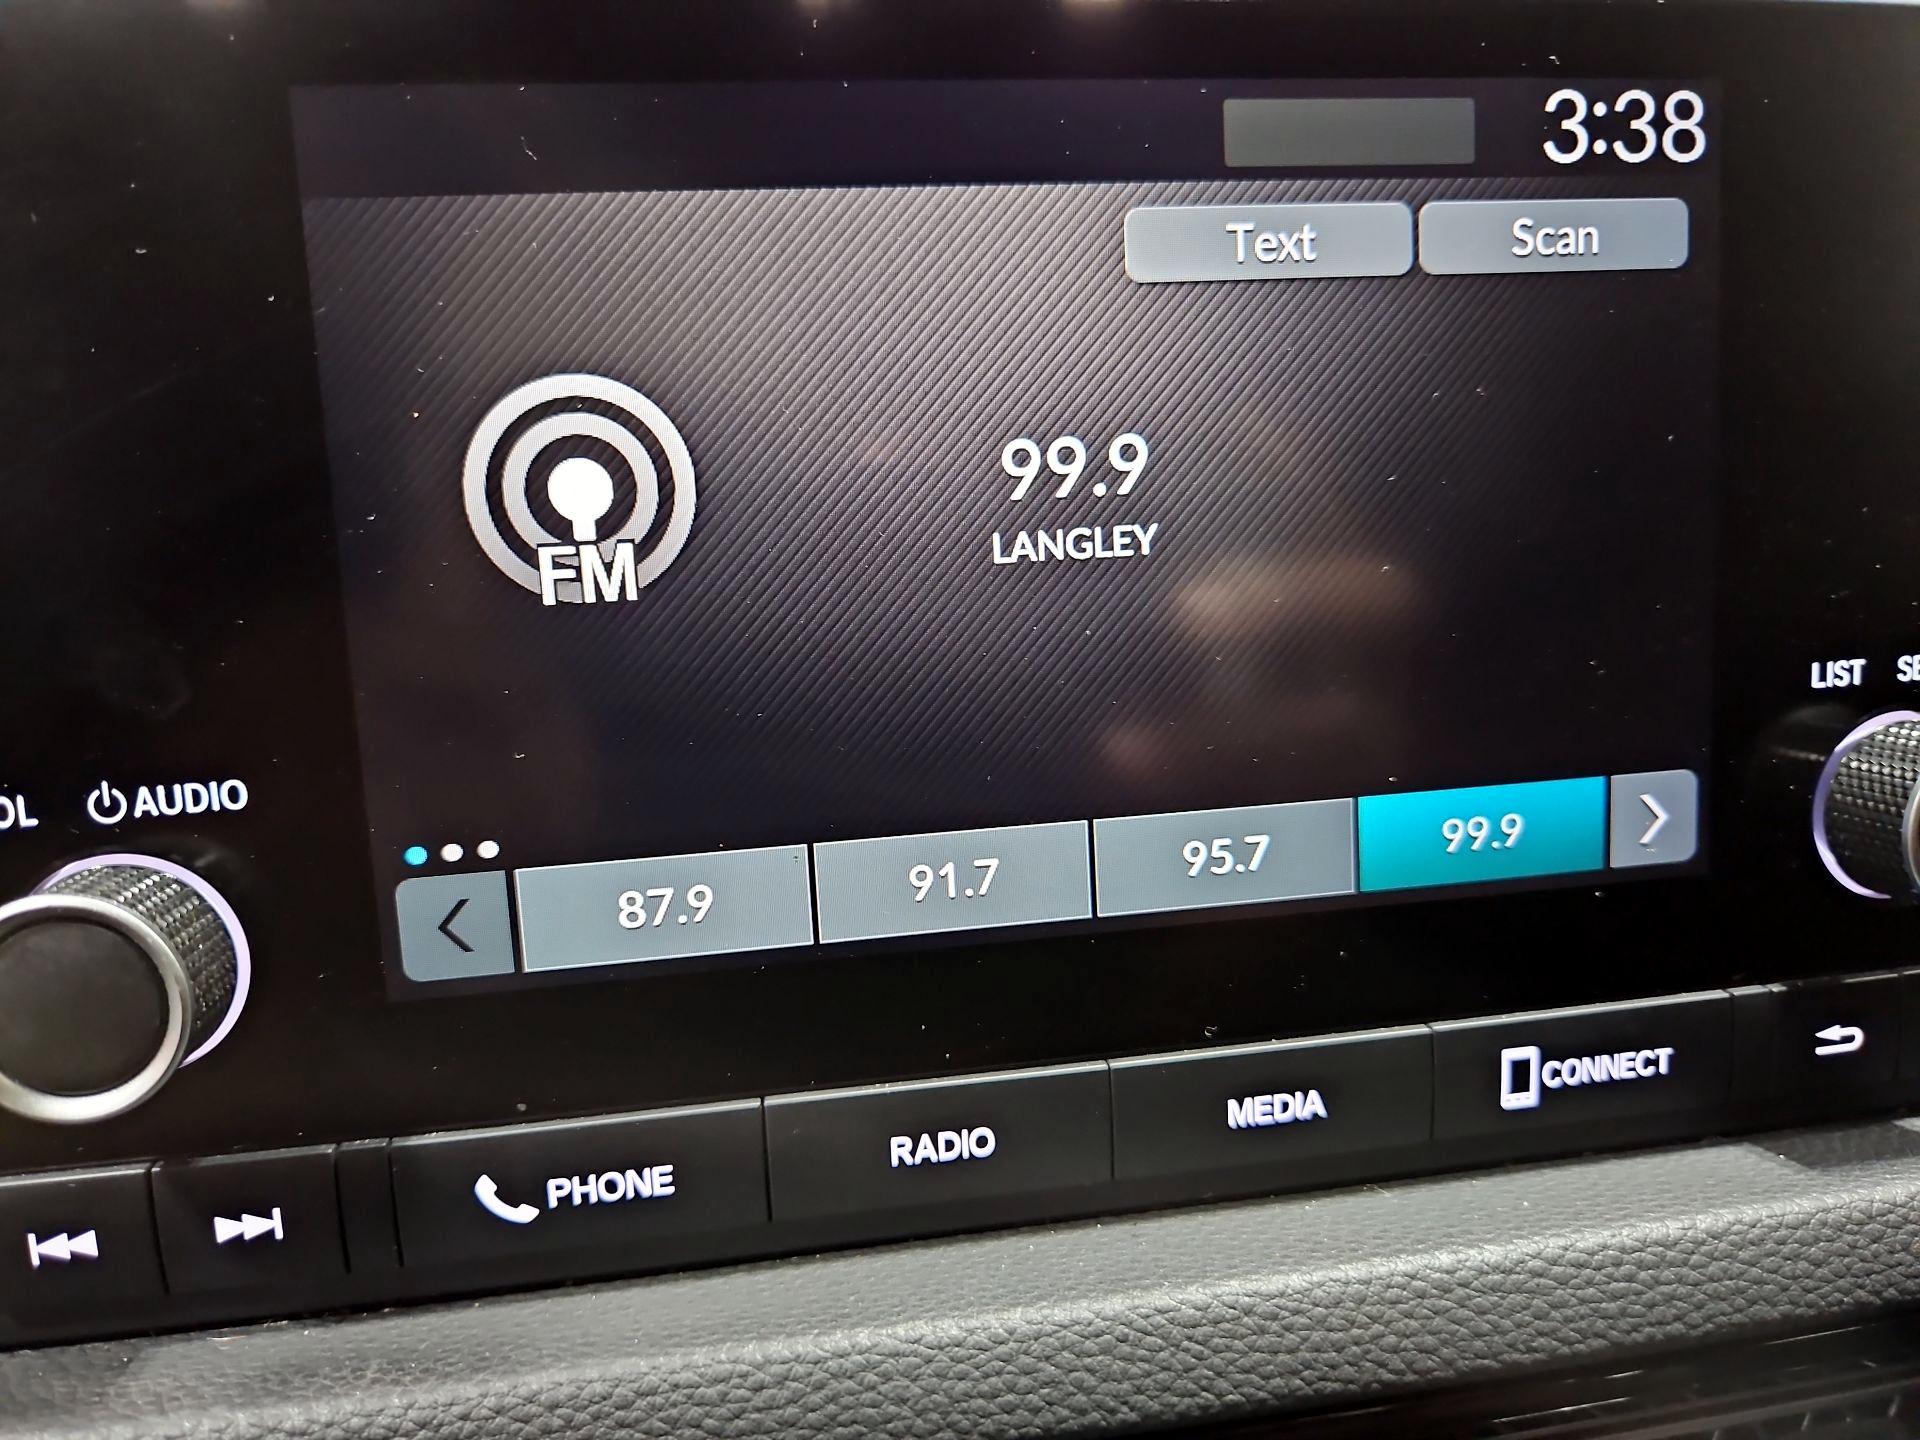 3:38
Text Scan
99.9
LANGLEY
FM
LIST
AUDIO
87.9 91.7 95.7 99.9
CONNECT
MEDIA
RADIO
PHONE